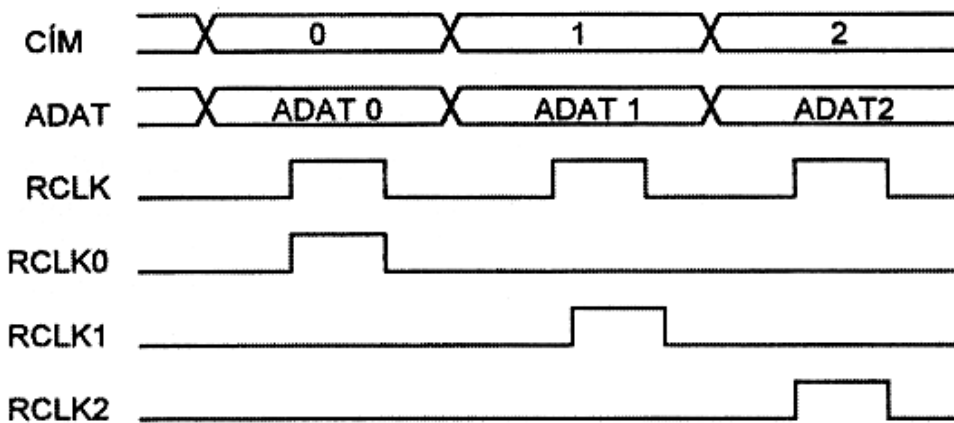 CÍM 0 1 2
ADAT ADAT 0 ADAT 1 ADAT2
RCLK
RCLK0
RCLK1
RCLK2